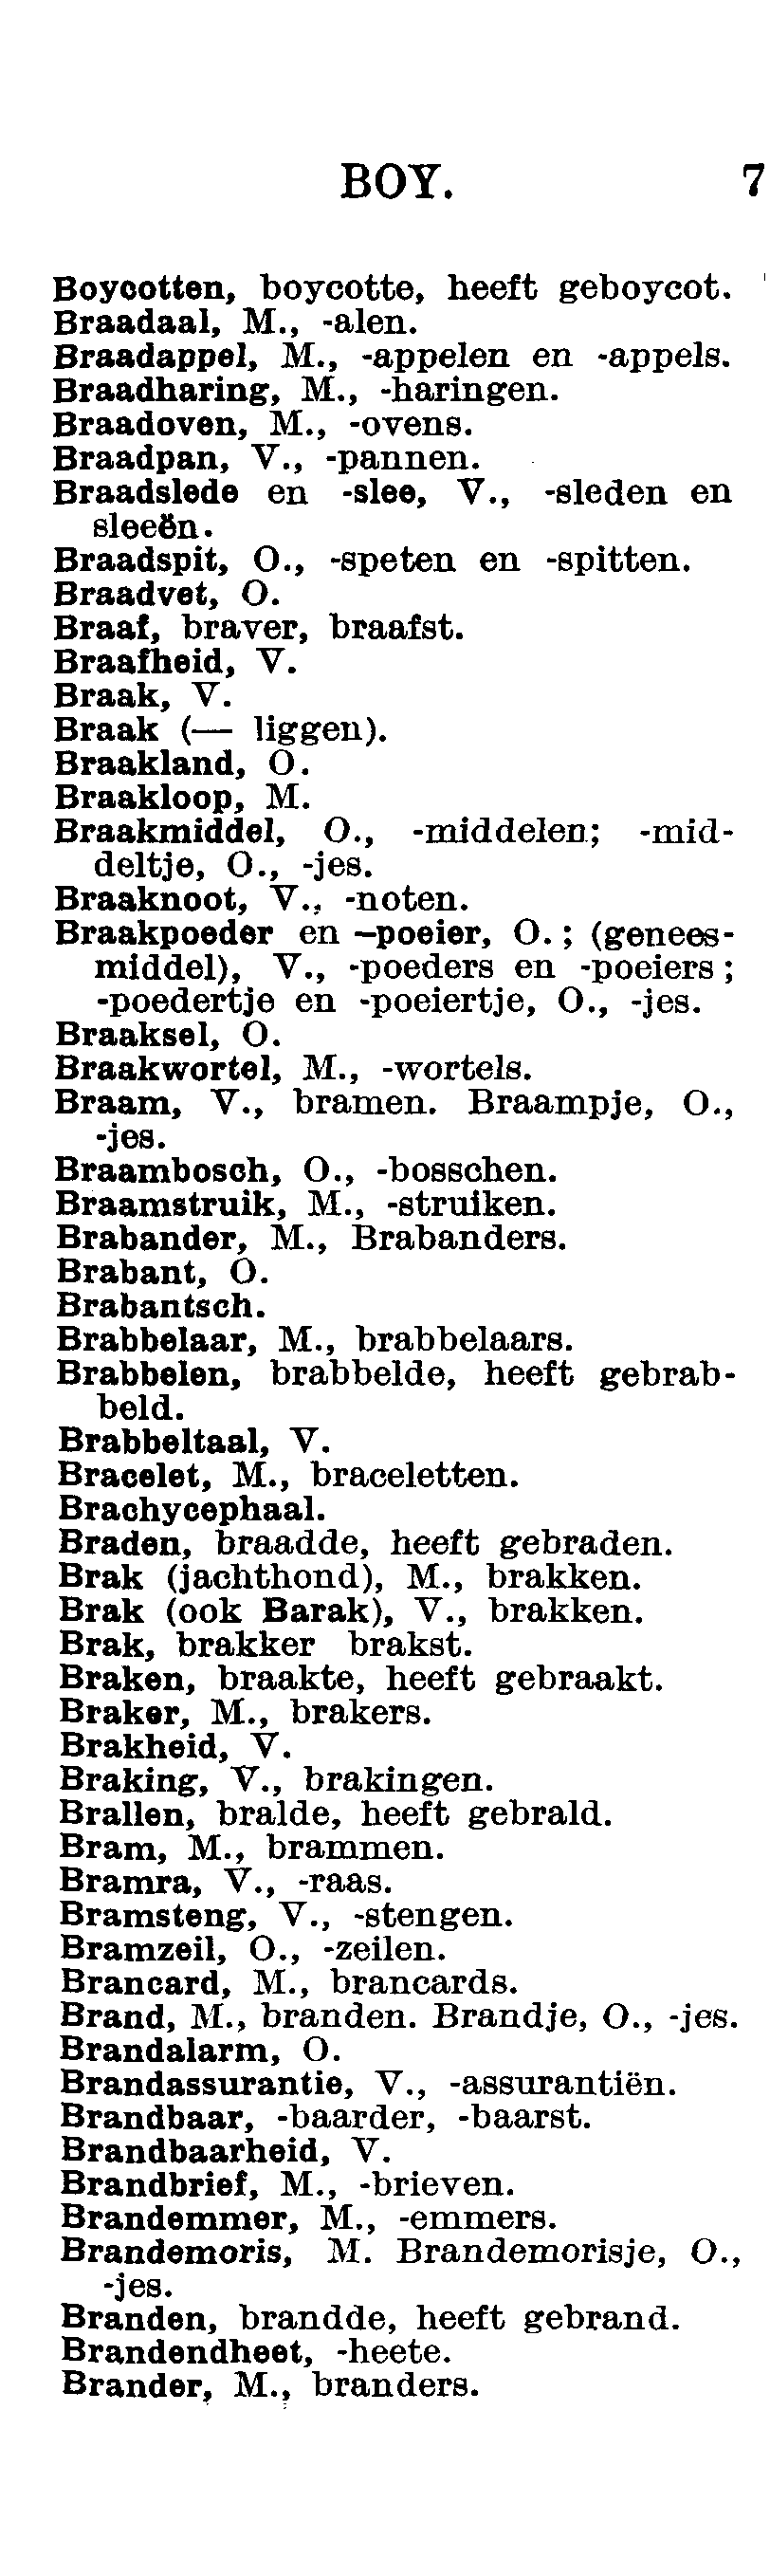 BOY. 7
Boycotten, boycotte, heeft geboycot.
Braadaal, M., -alen.
Braadappel, M., -appelen en -appels.
Braadharing, M., -haringen.
Braadoven, M., -ovens.
Braadpan, V., -pannen.
Braadslede en -slee, V., -sleden en
sleeën.
Braadspit, O., -speten en -spitten.
Braadvet, O.
Braaf, braver, braafst.
Braafheid, V.
Braak, V.
Braak (— liggen).
Braakland, O.
Braakloop, M.
Braakmiddel, O., -middelen; -mid-
deltje, O., -jes.
Braaknoot, V., -noten.
Braakpoeder en –poeier, O.; (genees-
middel), V., -poeders en -poeiers;
-poedertje en -poeiertje, O., -jes.
Braaksel, O.
Braakwortel, M., -wortels.
Braam, V., bramen. Braampje, O.,
-jes.
Braambosch, O., -bosschen.
Braamstruik, M., -struiken.
Brabander, M., Brabanders.
Brabant, O.
Brabantsch.
Brabbelaar, M., brabbelaars.
Brabbelen, brabbelde, heeft gebrab-
beld.
Brabbeltaal, V.
Bracelet, M., braceletten.
Brachycephaal.
Braden, braadde, heeft gebraden.
Brak (jachthond), M., brakken.
Brak (ook Barak), V., brakken.
Brak, brakker brakst.
Braken, braakte, heeft gebraakt.
Braker, M., brakers.
Brakheid, V.
Braking, V., brakingen.
Brallen, bralde, heeft gebrald.
Bram, M., brammen.
Bramra, V., -raas.
Bramsteng, V., -stengen.
Bramzeil, O., -zeilen.
Brancard, M., brancards.
Brand, M., branden. Brandje, O., -jes.
Brandalarm, O.
Brandassurantie, V., -assurantiën.
Brandbaar, -baarder, -baarst.
Brandbaarheid, V.
Brandbrief, M., -brieven.
Brandemmer, M., -emmers.
Brandemoris, M. Brandemorisje, O.,
-jes.
Branden, brandde, heeft gebrand.
Brandendheet, -heete.
Brander, M., branders.